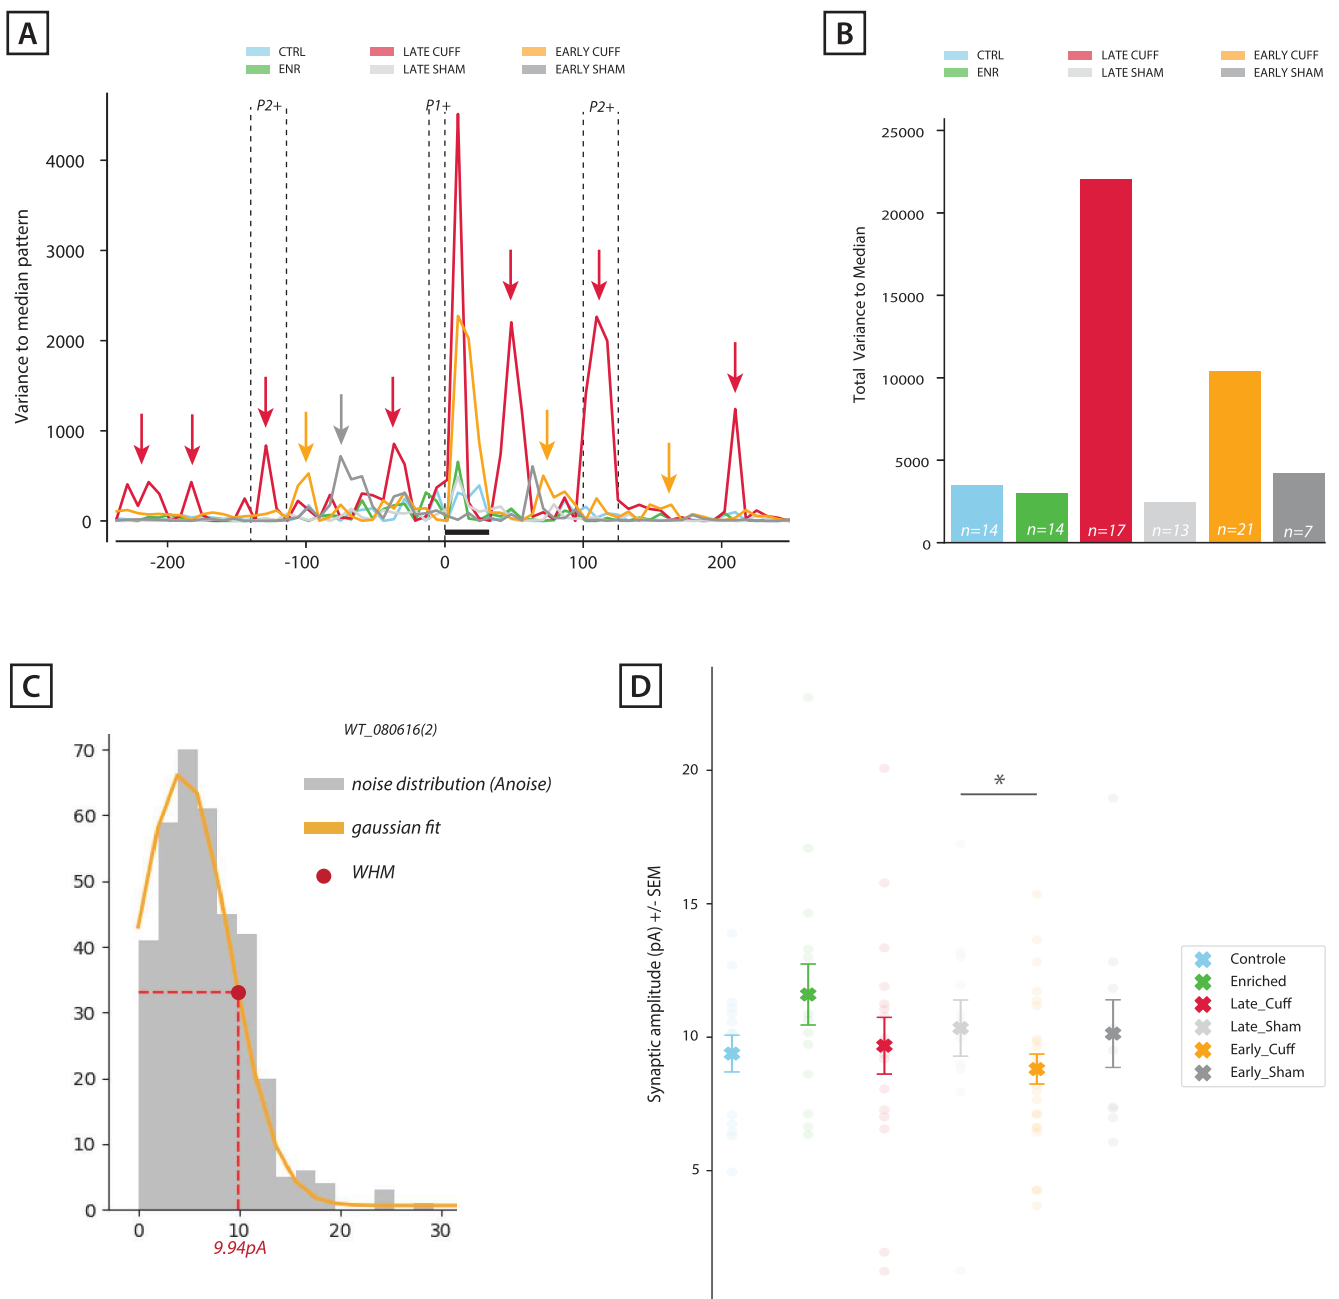 A
CTRL LATE CUFF EARLY CUFF
ENR LATE SHAM EARLY SHAM
P2+ P1+ P2+
Variance to median pattern
4000
3000
2000
1000
0
-200 -100 0 100 200
B
CTRL LATE CUFF EARLY CUFF
ENR LATE SHAM EARLY SHAM
Total Variance to Median
25000
20000
15000
10000
5000
0
n=14 n=14 n=17 n=13 n=21 n=7
C
WT_080616(2)
noise distribution (Anoise)
gaussian fit
WHM
70
60
50
40
30
20
10
0
0 10 20 30
9.94pA
D
Synaptic amplitude (pA) +/- SEM
20
15
10
5
*
Controle
Enriched
Late_Cuff
Late_Sham
Early_Cuff
Early_Sham